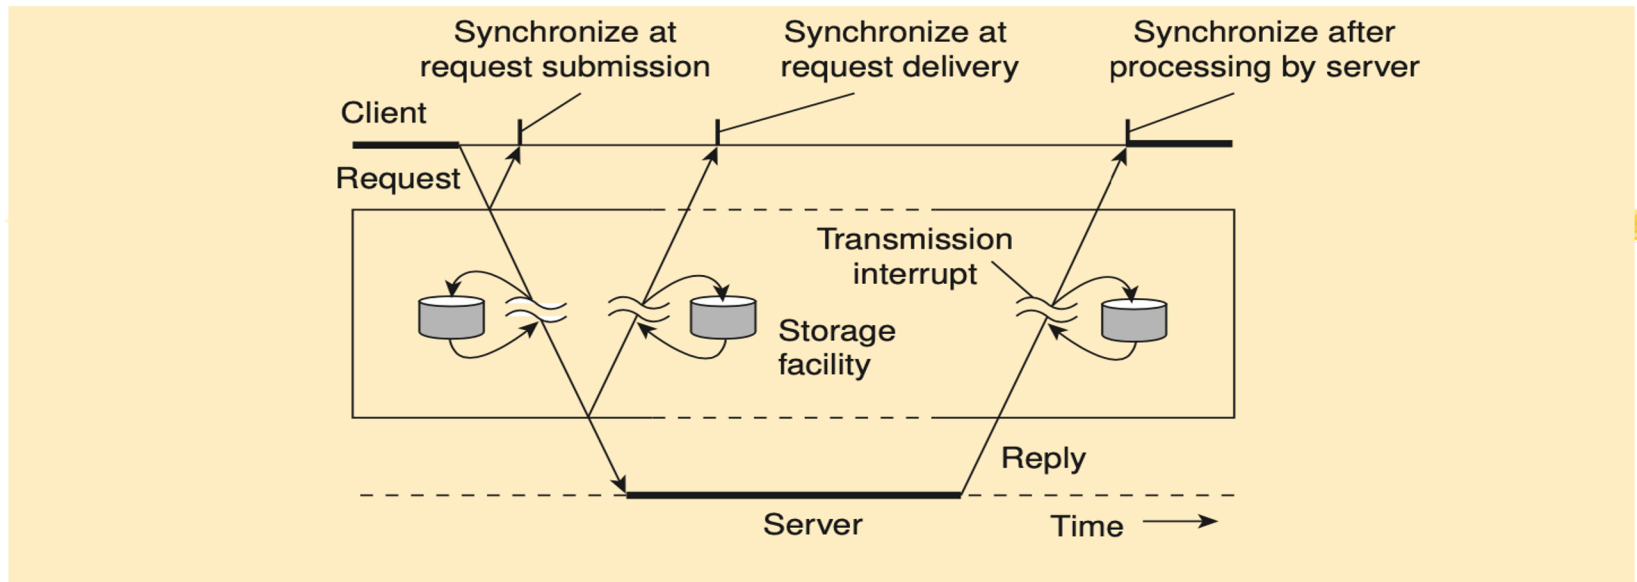 Synchronize at
request submission
Synchronize at
request delivery
Synchronize after
processing by server
Client
Request
Transmission
interrupt
Storage
facility
Reply
Server
Time